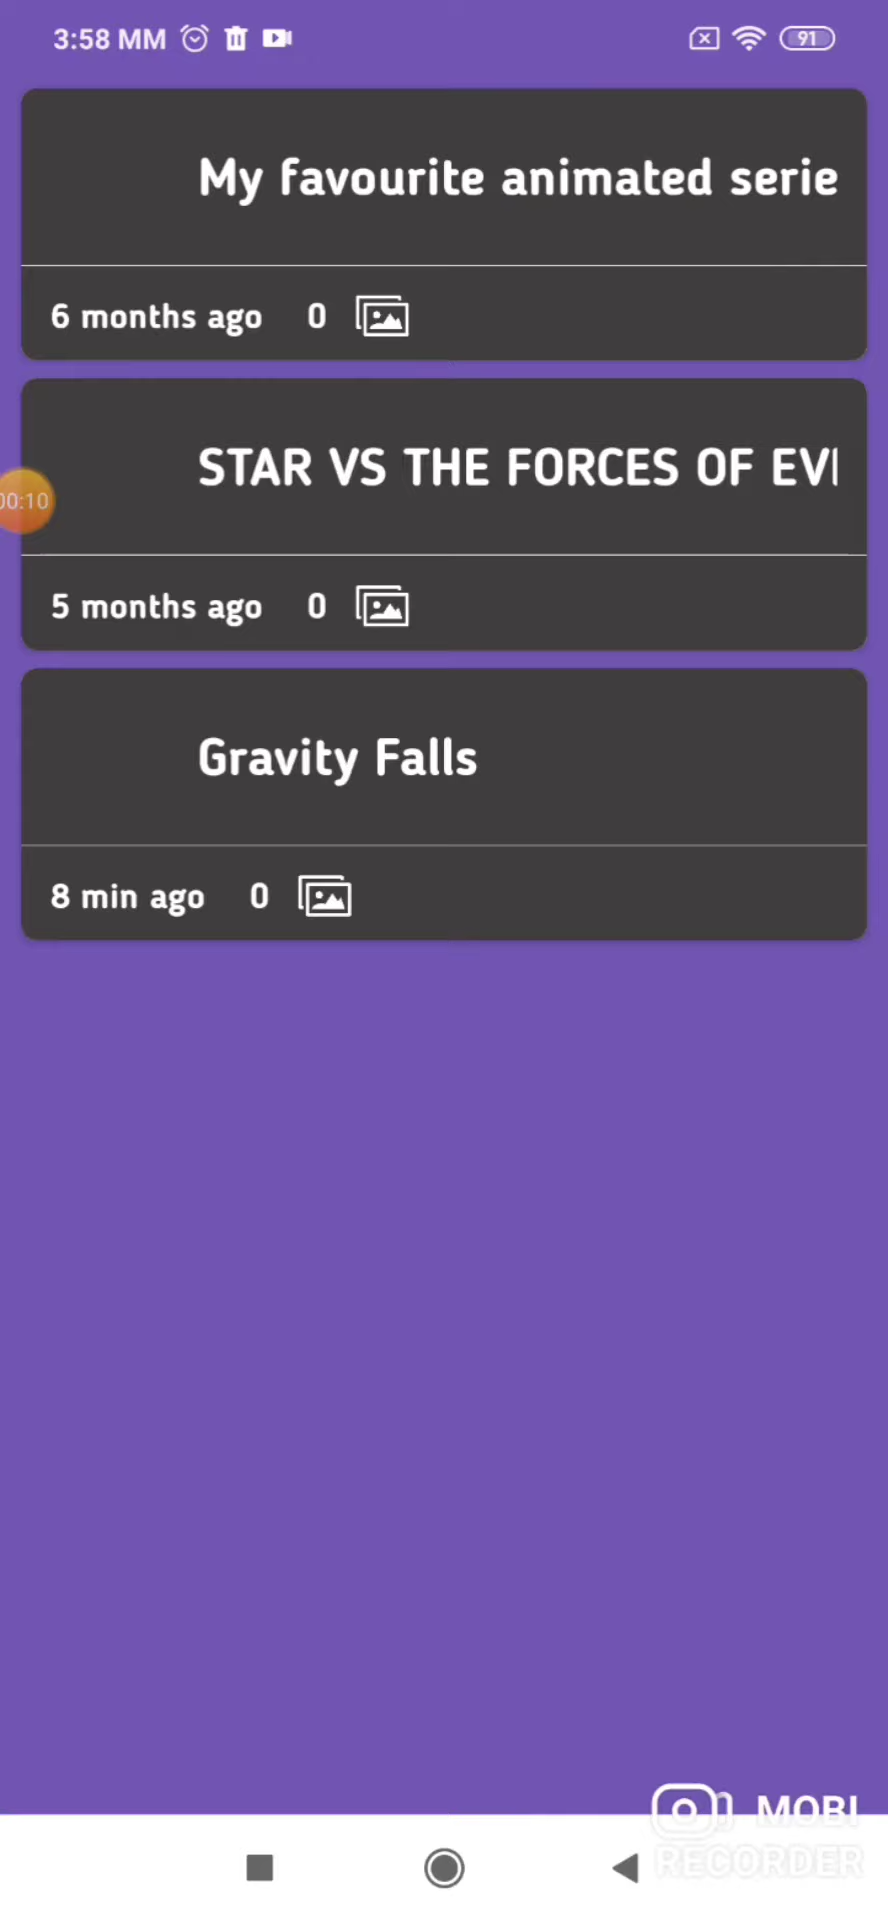 3:58 MM
91
My favourite animated serie
6 months ago 0
STAR VS THE FORCES OF EVI
00:10
5 months ago 0
Gravity Falls
8 min ago 0
MOBI
RECORDER